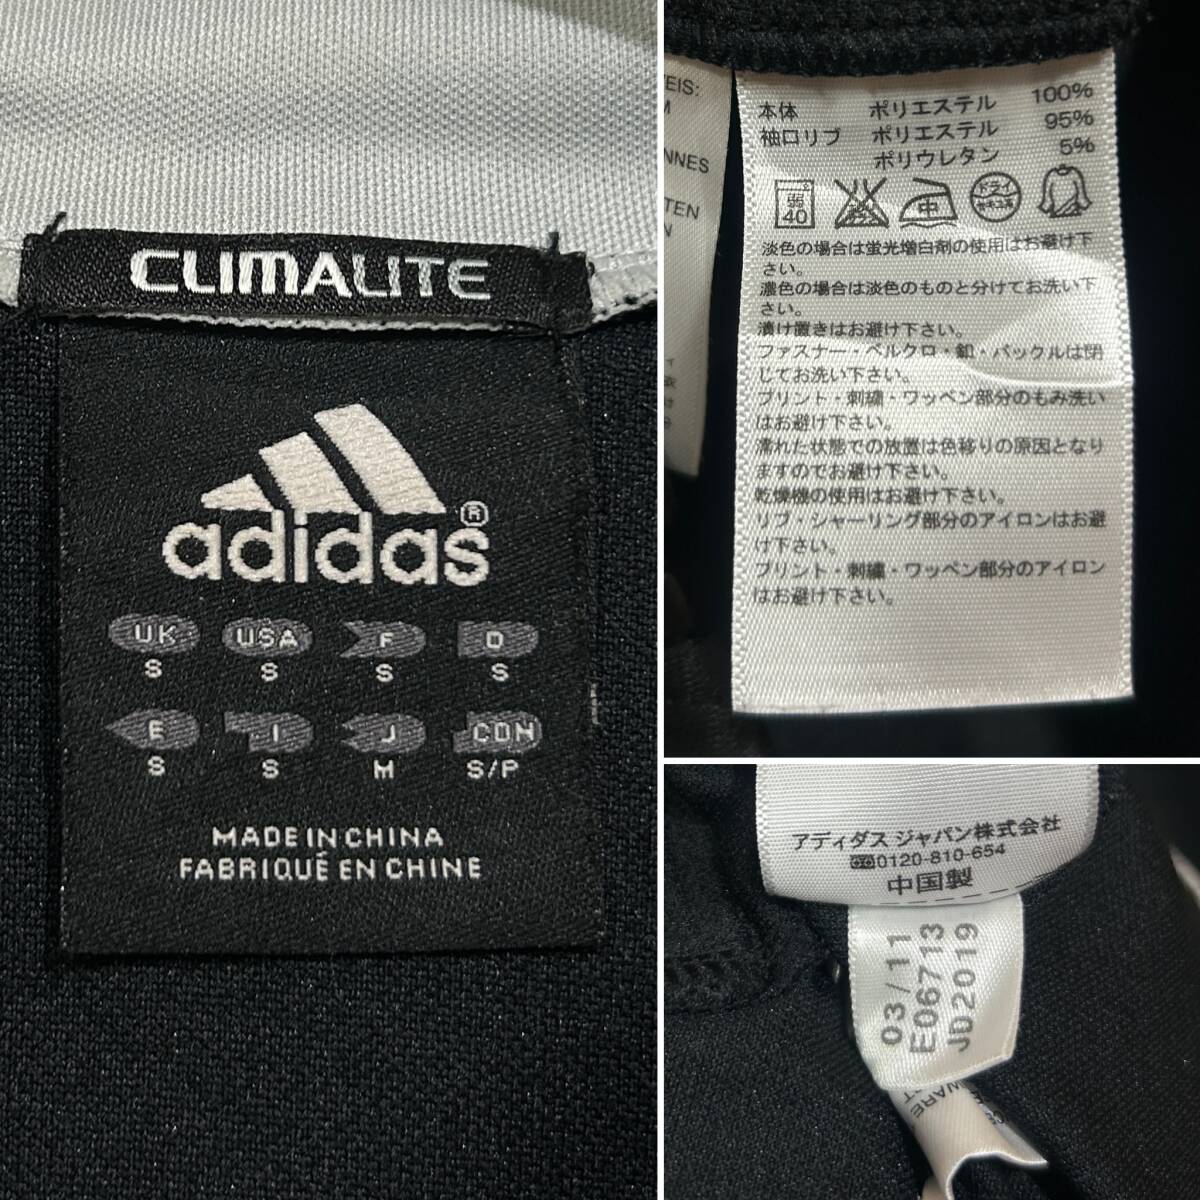 CLIMALITE
adidas®
UK USA F D
S S S S
E I J CDN
S S M S/P
MADE IN CHINA
FABRIQUÉ EN CHINE
EIS:
M
NNES
TEN
N
本体 ポリエステル 100%
袖口リブ ポリエステル 95%
ポリウレタン 5%
弱 40 中 ドライ セキユ系
淡色の場合は蛍光増白剤の使用はお避け下
さい。
濃色の場合は淡色のものと分けてお洗い下
さい。
漬け置きはお避け下さい。
ファスナー・ベルクロ・釦・バックルは閉
じてお洗い下さい。
プリント・刺繍・ワッペン部分のもみ洗い
はお避け下さい。
濡れた状態での放置は色移りの原因となり
ますのでお避け下さい。
乾燥機の使用はお避け下さい。
リブ・シャーリング部分のアイロンはお避
け下さい。
プリント・刺繍・ワッペン部分のアイロン
はお避け下さい。
アディダス ジャパン株式会社
0120-810-654
中国製
03/11
E06713
JD2019
WARE